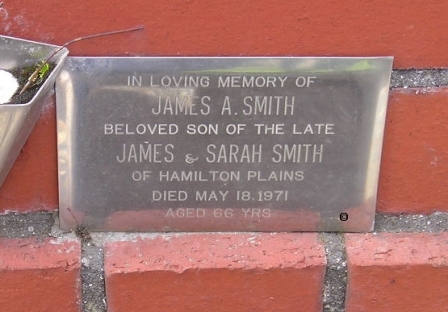 IN LOVING MEMORY OF
JAMES A. SMITH
BELOVED SON OF THE LATE
JAMES & SARAH SMITH
OF HAMILTON PLAINS
DIED MAY 18.1971
AGED 66 YRS